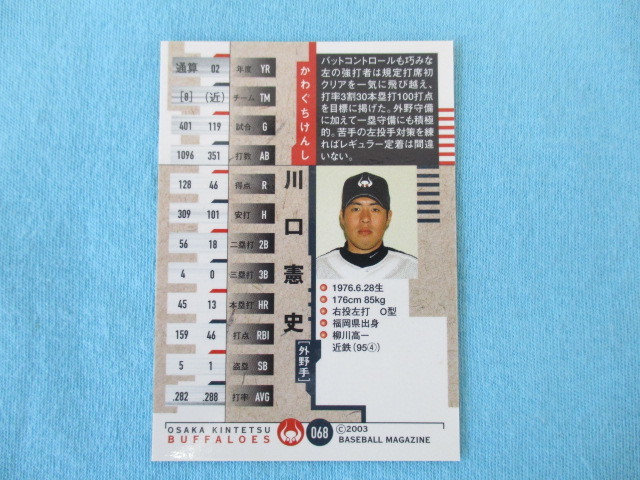 通算 02 年度 YR
[8] (近) チーム TM
401 119 試合 G
1096 351 打数 AB
128 46 得点 R
309 101 安打 H
56 18 二塁打 2B
4 0 三塁打 3B
45 13 本塁打 HR
159 46 打点 RBI
5 1 盗塁 SB
.282 .288 打率 AVG
かわぐちけんし
川口憲史
[外野手]
バットコントロールも巧みな
左の強打者は規定打席初
クリアを一気に飛び越え、
打率3割30本塁打100打点
を目標に掲げた。外野守備
に加えて一塁守備にも積極
的。苦手の左投手対策を練
ればレギュラー定着は間違
いない。
1976.6.28生
176cm 85kg
右投左打 O型
福岡県出身
柳川高一
近鉄(95④)
OSAKA KINTETSU
BUFFALOES
068
©2003
BASEBALL MAGAZINE